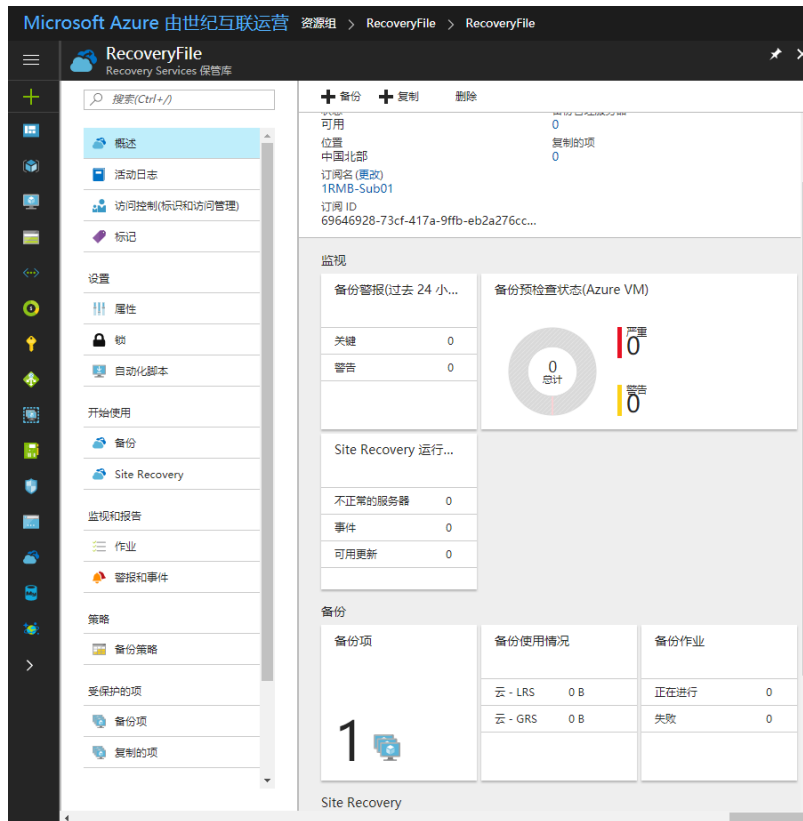 Microsoft Azure 由世纪互联运营 资源组 > RecoveryFile > RecoveryFile
RecoveryFile
Recovery Services 保管库
搜索(Ctrl+/)
概述
活动日志
访问控制(标识和访问管理)
标记
设置
属性
锁
自动化脚本
开始使用
备份
Site Recovery
监视和报告
作业
警报和事件
策略
备份策略
受保护的项
备份项
复制的项
备份 复制 删除
状态 备份管理服务器
可用 0
位置 复制的项
中国北部 0
订阅名 (更改)
1RMB-Sub01
订阅 ID
69646928-73cf-417a-9ffb-eb2a276cc...
监视
备份警报(过去 24 小...
关键 0
警告 0
备份预检查状态(Azure VM)
0
总计
严重
0
警告
0
Site Recovery 运行...
不正常的服务器 0
事件 0
可用更新 0
备份
备份项
1
备份使用情况
云 - LRS 0 B
云 - GRS 0 B
备份作业
正在进行 0
失败 0
Site Recovery